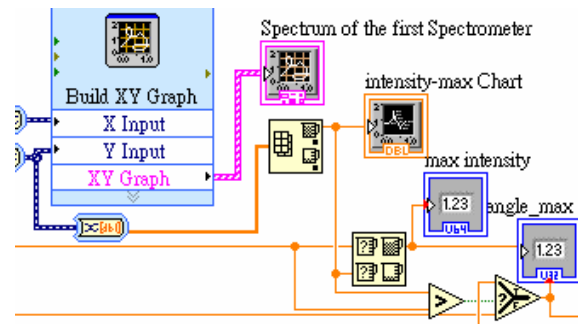 Spectrum of the first Spectrometer
Build XY Graph
X Input
Y Input
XY Graph
intensity-max Chart
DBL
max intensity
1.23
U64
angle_max
1.23
U32
[ab]
?
?
>
?
T
F